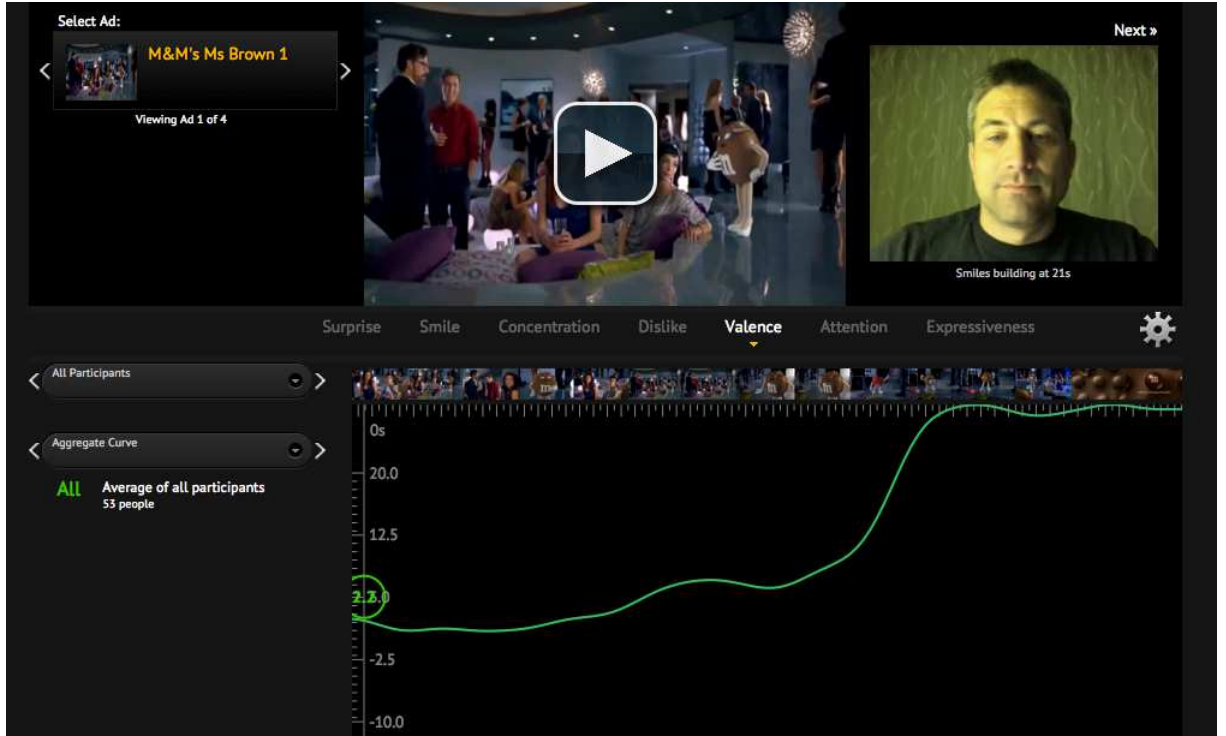 Select Ad:
M&M's Ms Brown 1
Viewing Ad 1 of 4
Next »
Smiles building at 21s
Surprise Smile Concentration Dislike Valence Attention Expressiveness
All Participants
Aggregate Curve
All Average of all participants
53 people
0s
20.0
12.5
-2.5
-10.0
m